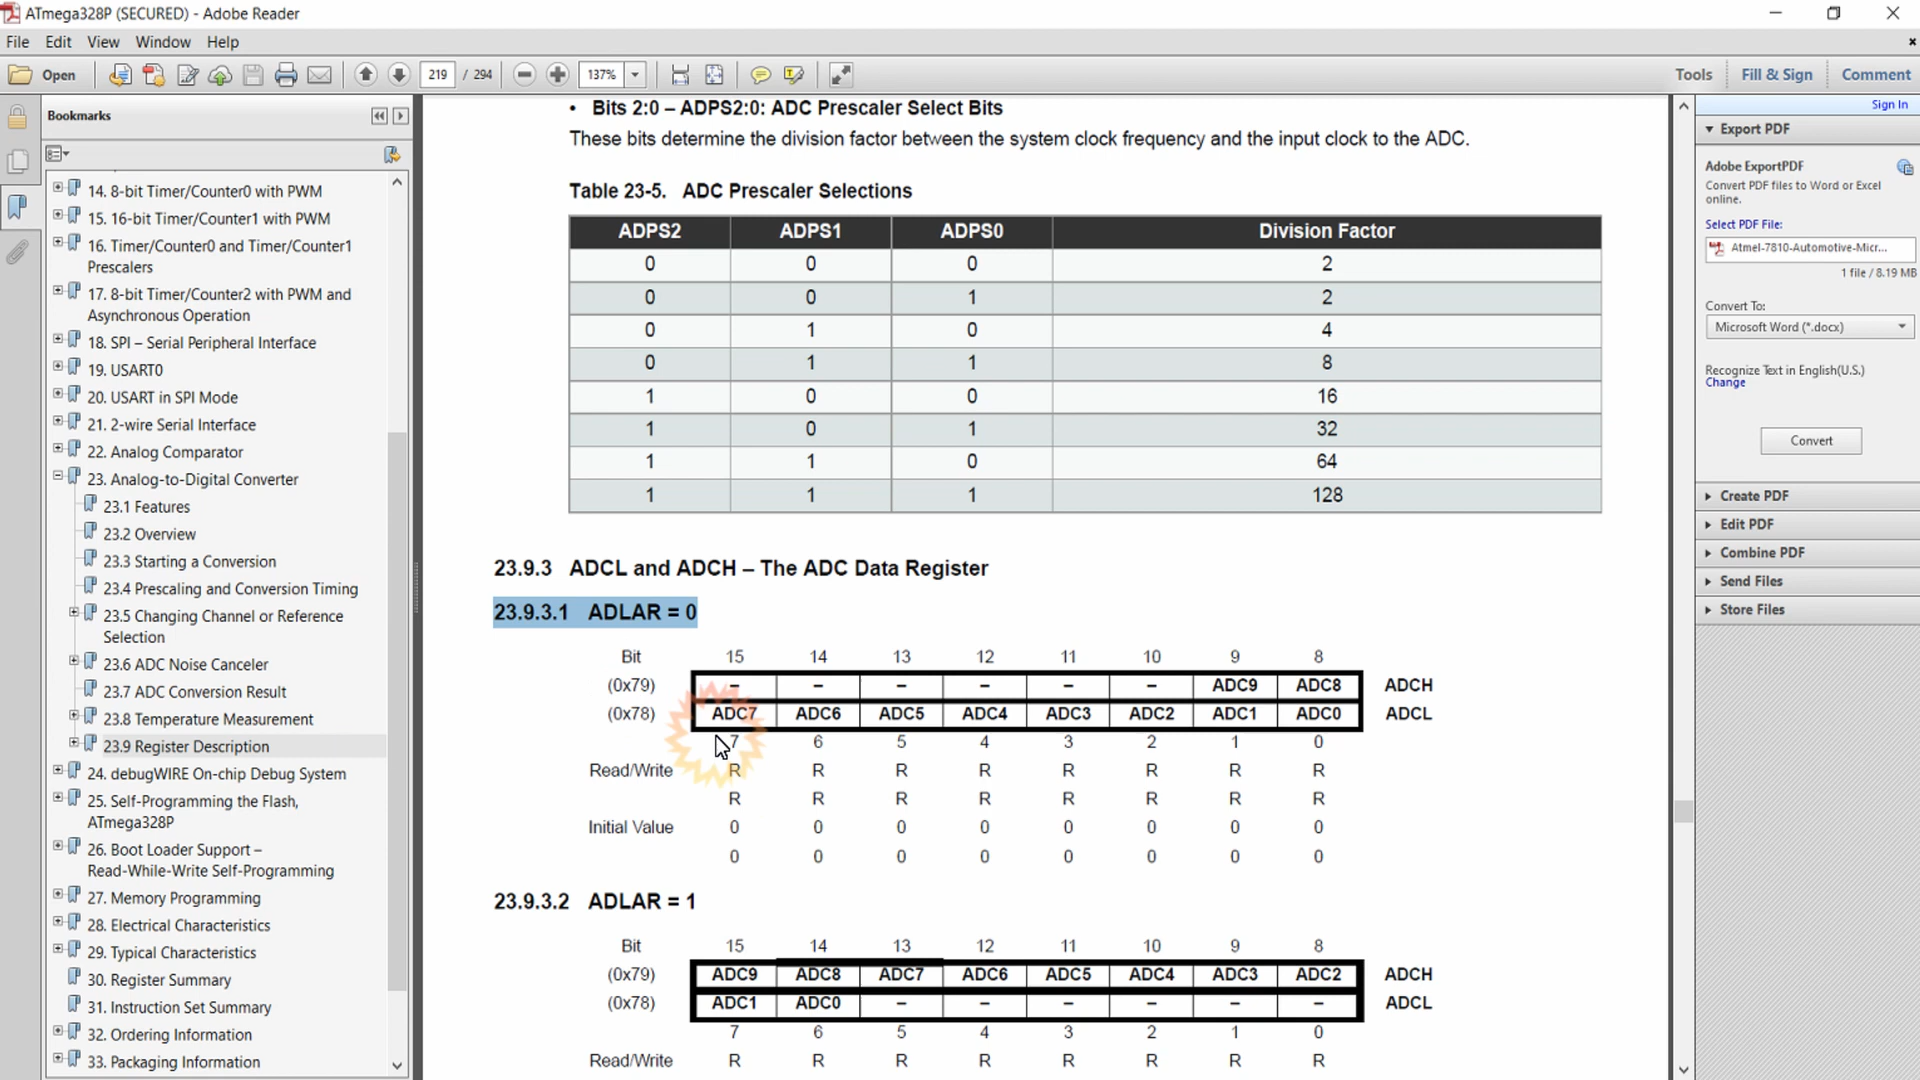 ATmega328P (SECURED) - Adobe Reader
File Edit View Window Help
Open 219 / 294 137% Tools Fill & Sign Comment
Sign In
Bookmarks
14. 8-bit Timer/Counter0 with PWM
15. 16-bit Timer/Counter1 with PWM
16. Timer/Counter0 and Timer/Counter1
Prescalers
17. 8-bit Timer/Counter2 with PWM and
Asynchronous Operation
18. SPI – Serial Peripheral Interface
19. USART0
20. USART in SPI Mode
21. 2-wire Serial Interface
22. Analog Comparator
23. Analog-to-Digital Converter
23.1 Features
23.2 Overview
23.3 Starting a Conversion
23.4 Prescaling and Conversion Timing
23.5 Changing Channel or Reference
Selection
23.6 ADC Noise Canceler
23.7 ADC Conversion Result
23.8 Temperature Measurement
23.9 Register Description
24. debugWIRE On-chip Debug System
25. Self-Programming the Flash,
ATmega328P
26. Boot Loader Support –
Read-While-Write Self-Programming
27. Memory Programming
28. Electrical Characteristics
29. Typical Characteristics
30. Register Summary
31. Instruction Set Summary
32. Ordering Information
33. Packaging Information
• Bits 2:0 – ADPS2:0: ADC Prescaler Select Bits
These bits determine the division factor between the system clock frequency and the input clock to the ADC.
Table 23-5. ADC Prescaler Selections
ADPS2 ADPS1 ADPS0 Division Factor
0 0 0 2
0 0 1 2
0 1 0 4
0 1 1 8
1 0 0 16
1 0 1 32
1 1 0 64
1 1 1 128
23.9.3 ADCL and ADCH – The ADC Data Register
23.9.3.1 ADLAR = 0
Bit 15 14 13 12 11 10 9 8
(0x79) – – – – – – ADC9 ADC8 ADCH
(0x78) ADC7 ADC6 ADC5 ADC4 ADC3 ADC2 ADC1 ADC0 ADCL
7 6 5 4 3 2 1 0
Read/Write R R R R R R R R
R R R R R R R R
Initial Value 0 0 0 0 0 0 0 0
0 0 0 0 0 0 0 0
23.9.3.2 ADLAR = 1
Bit 15 14 13 12 11 10 9 8
(0x79) ADC9 ADC8 ADC7 ADC6 ADC5 ADC4 ADC3 ADC2 ADCH
(0x78) ADC1 ADC0 – – – – – – ADCL
7 6 5 4 3 2 1 0
Read/Write R R R R R R R R
Export PDF
Adobe ExportPDF
Convert PDF files to Word or Excel
online.
Select PDF File:
Atmel-7810-Automotive-Micr...
1 file / 8.19 MB
Convert To:
Microsoft Word (*.docx)
Recognize Text in English(U.S.)
Change
Convert
Create PDF
Edit PDF
Combine PDF
Send Files
Store Files